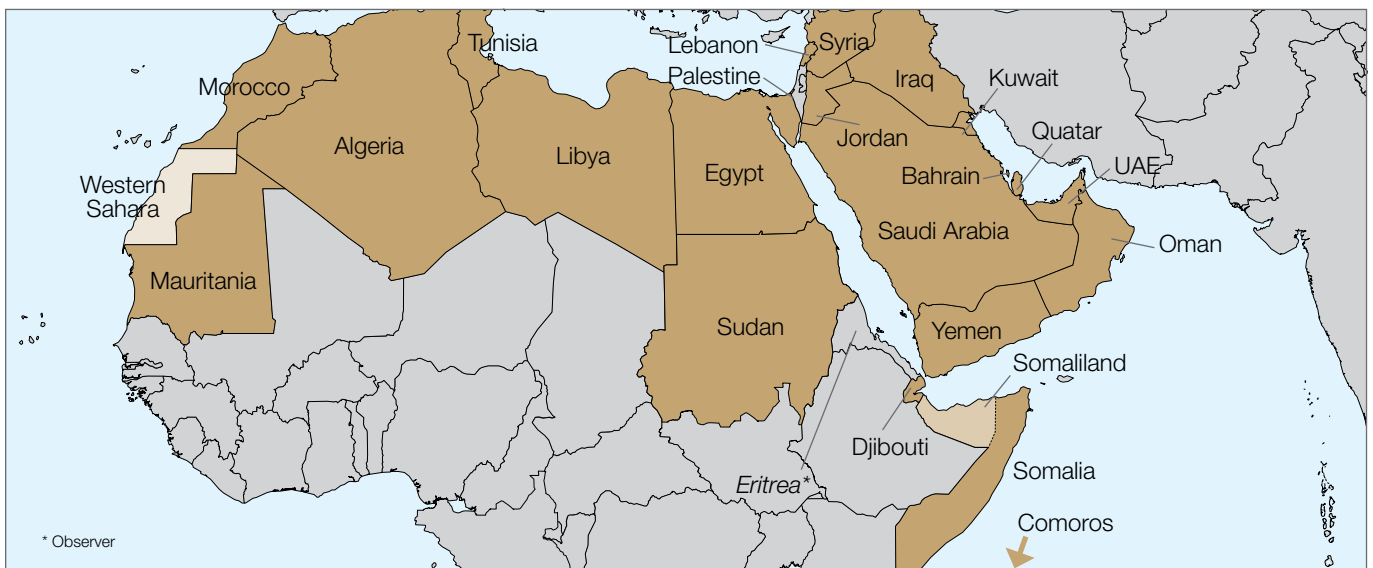 Tunisia
Lebanon
Syria
Palestine
Iraq
Kuwait
Morocco
Quatar
Algeria
Jordan
Libya
Egypt
Bahrain
UAE
Western
Sahara
Saudi Arabia
Oman
Mauritania
Sudan
Yemen
Somaliland
Djibouti
Somalia
Eritrea*
Comoros
* Observer